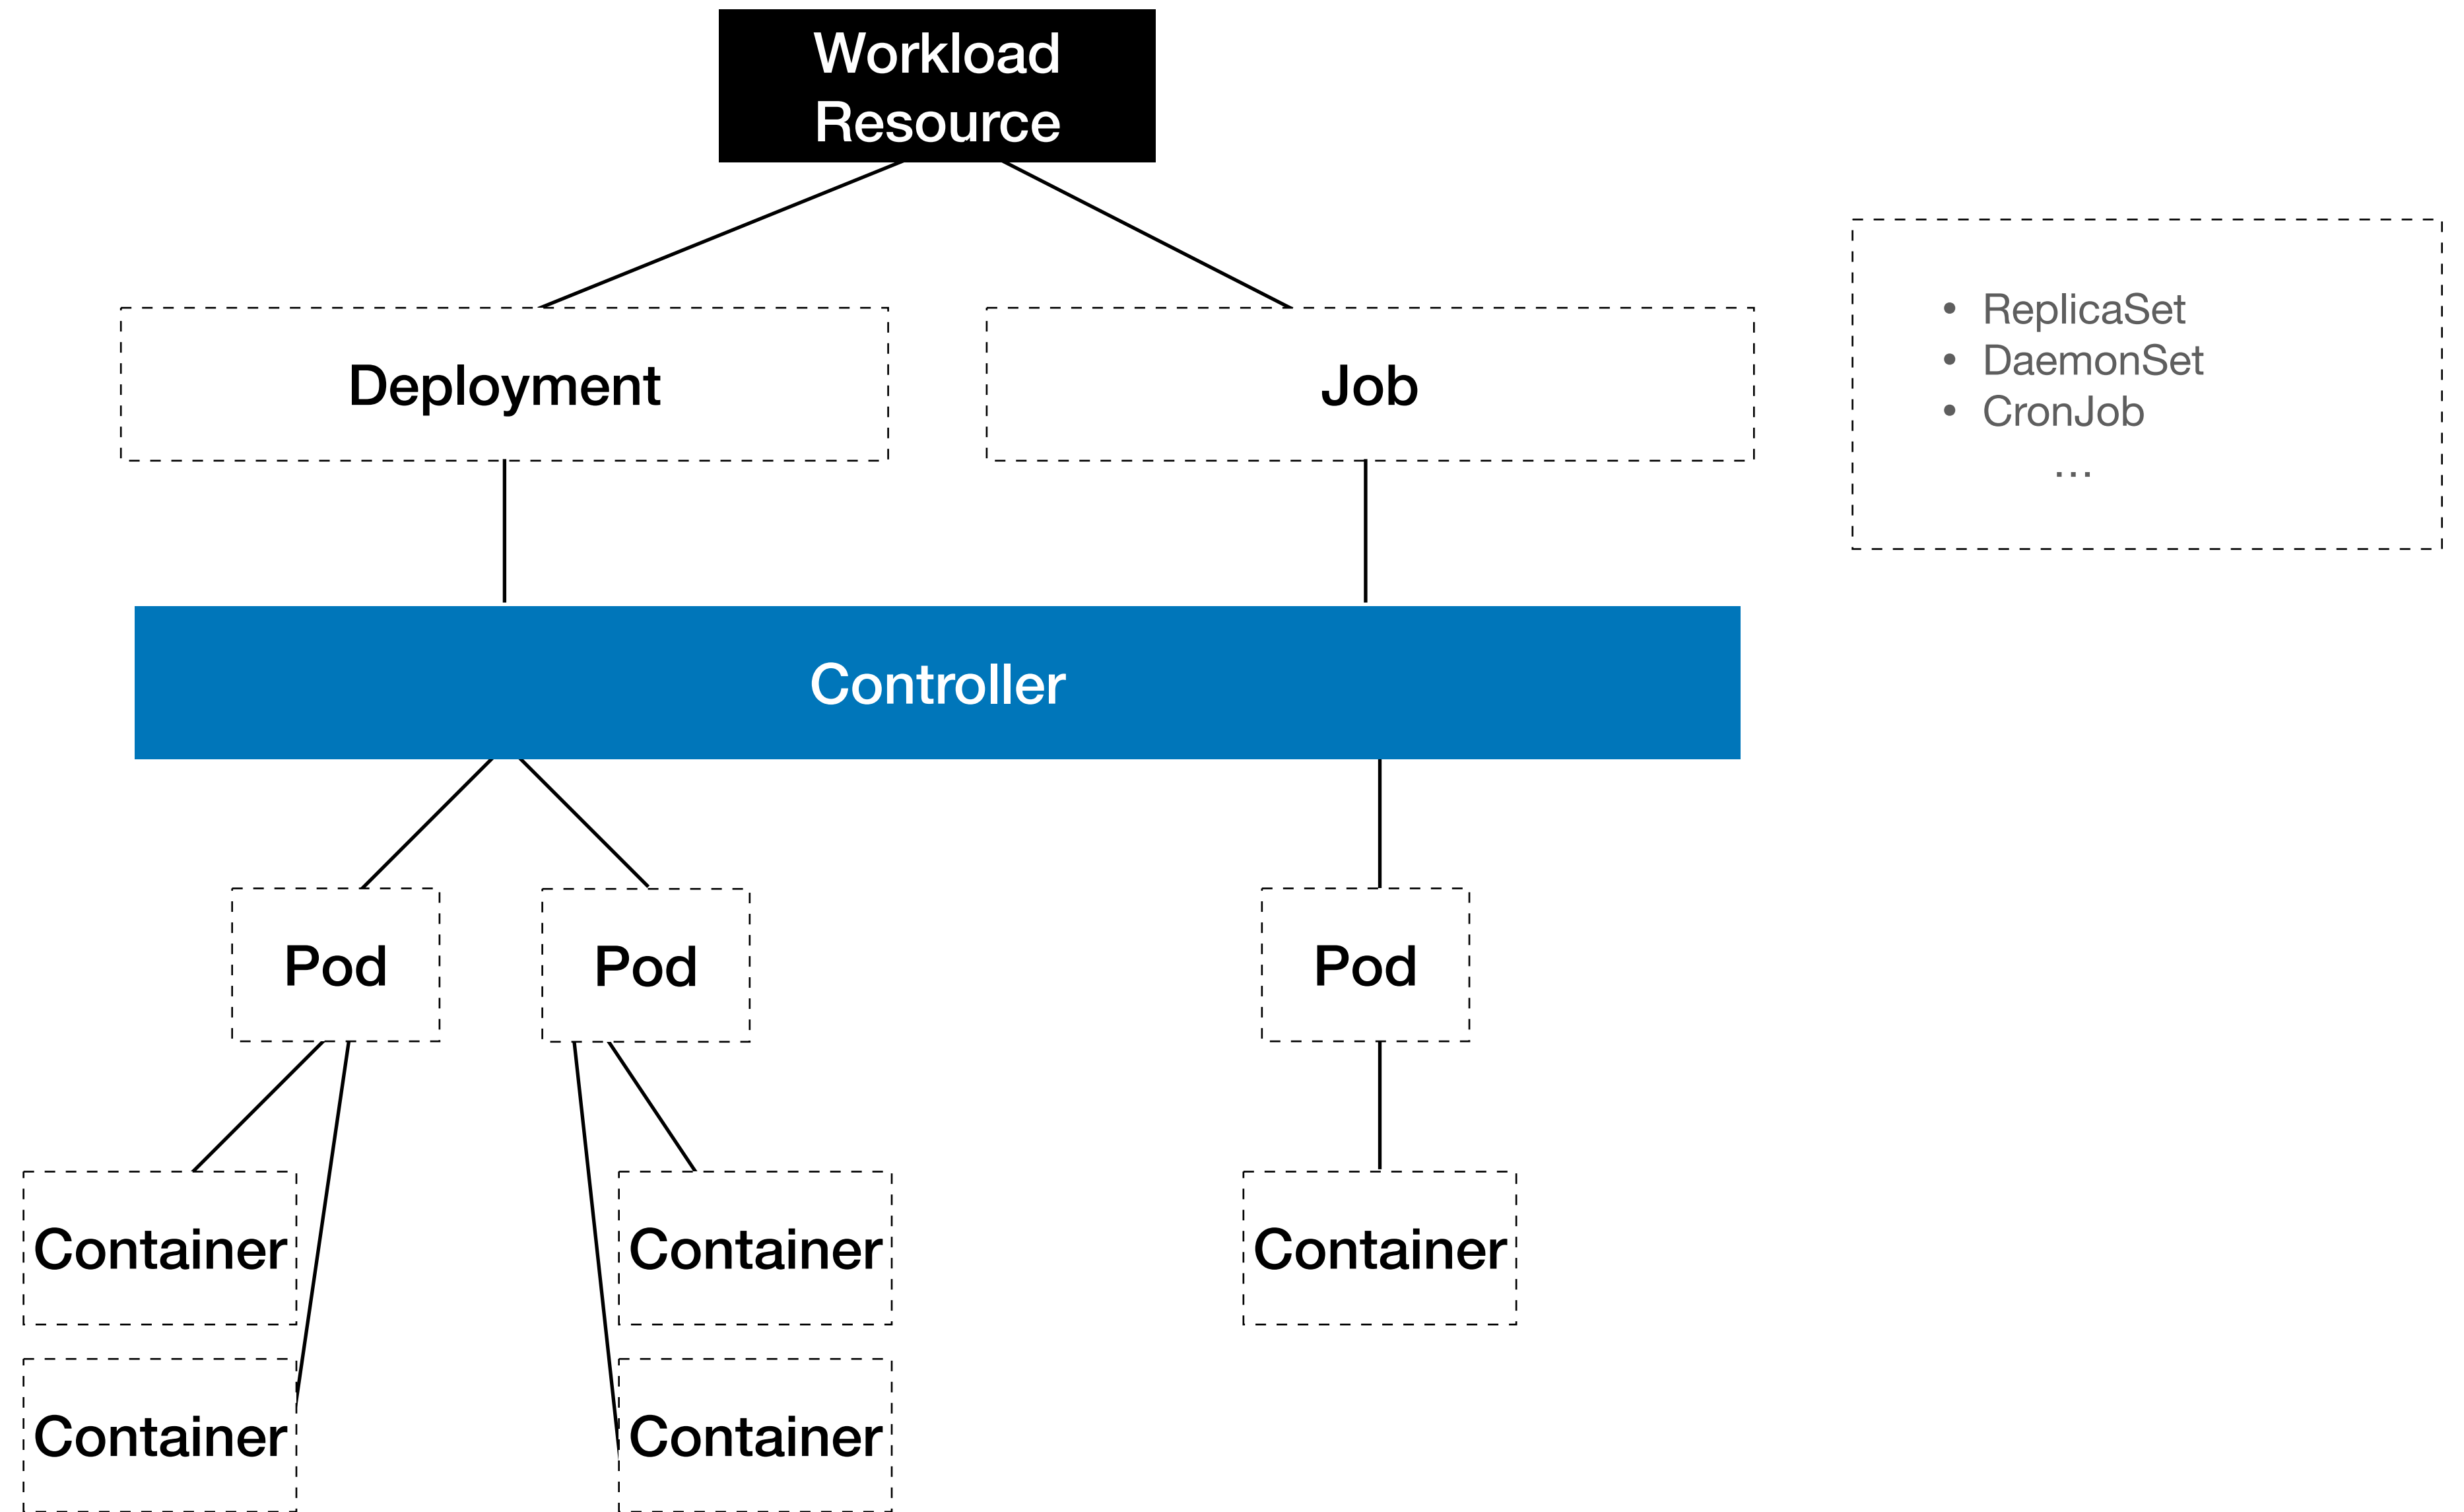 Workload
Resource
Deployment
Job
• ReplicaSet
• DaemonSet
• CronJob
...
Controller
Pod
Pod
Pod
Container
Container
Container
Container
Container